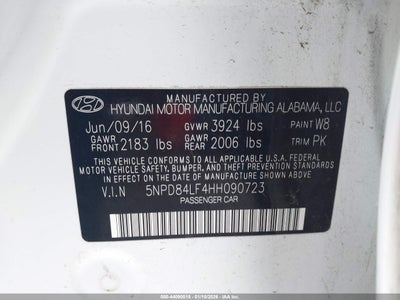 MANUFACTURED BY
HYUNDAI MOTOR MANUFACTURING ALABAMA, LLC
Jun/09/16 GVWR 3924 lbs PAINT W8
GAWR FRONT 2183 lbs GAWR REAR 2006 lbs TRIM PK
THIS VEHICLE CONFORMS TO ALL APPLICABLE U.S.A. FEDERAL
MOTOR VEHICLE SAFETY, BUMPER, AND THEFT PREVENTION
STANDARDS IN EFFECT ON THE DATE OF MANUFACTURE SHOWN ABOVE.
V.I.N 5NPD84LF4HH090723
PASSENGER CAR